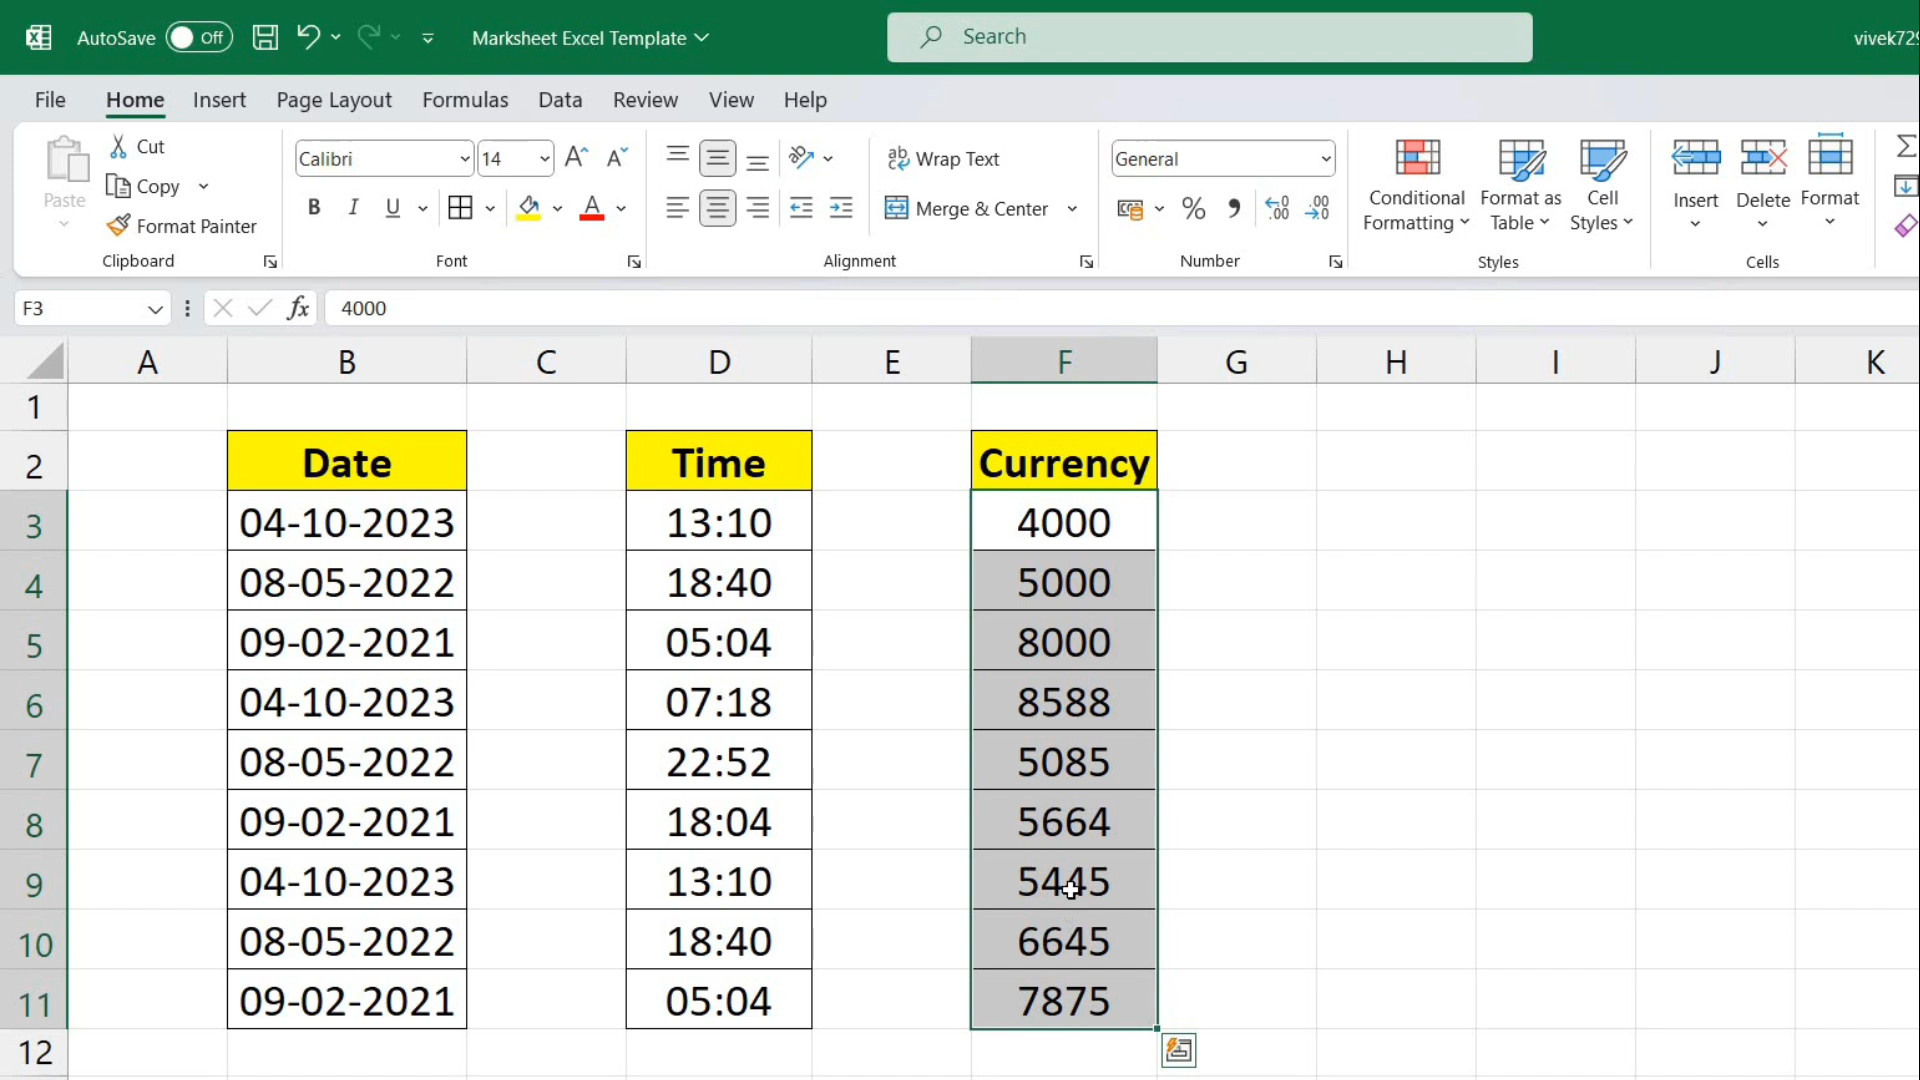 AutoSave Off Marksheet Excel Template Search vivek729
File Home Insert Page Layout Formulas Data Review View Help
Paste Cut Copy Format Painter
Clipboard
Calibri 14
B I U A
Font
Wrap Text
Merge & Center
Alignment
General
% 
Number
Conditional Formatting Format as Table Cell Styles
Styles
Insert Delete Format
Cells
F3 fx 4000
A B C D E F G H I J K
1
2 Date Time Currency
3 04-10-2023 13:10 4000
4 08-05-2022 18:40 5000
5 09-02-2021 05:04 8000
6 04-10-2023 07:18 8588
7 08-05-2022 22:52 5085
8 09-02-2021 18:04 5664
9 04-10-2023 13:10 5445
10 08-05-2022 18:40 6645
11 09-02-2021 05:04 7875
12